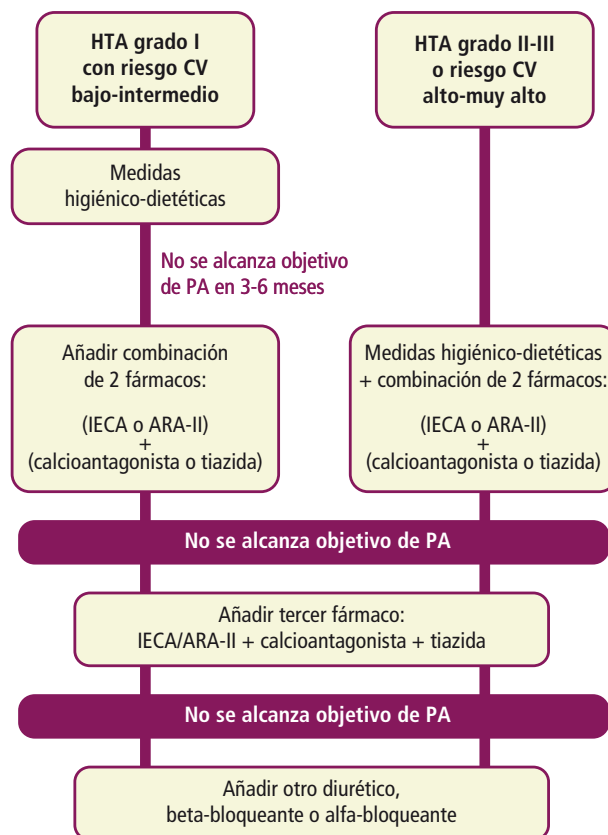 HTA grado I
con riesgo CV
bajo-intermedio
HTA grado II-III
o riesgo CV
alto-muy alto
Medidas
higiénico-dietéticas
No se alcanza objetivo
de PA en 3-6 meses
Añadir combinación
de 2 fármacos:
(IECA o ARA-II)
+
(calcioantagonista o tiazida)
Medidas higiénico-dietéticas
+ combinación de 2 fármacos:
(IECA o ARA-II)
+
(calcioantagonista o tiazida)
No se alcanza objetivo de PA
Añadir tercer fármaco:
IECA/ARA-II + calcioantagonista + tiazida
No se alcanza objetivo de PA
Añadir otro diurético,
beta-bloqueante o alfa-bloqueante